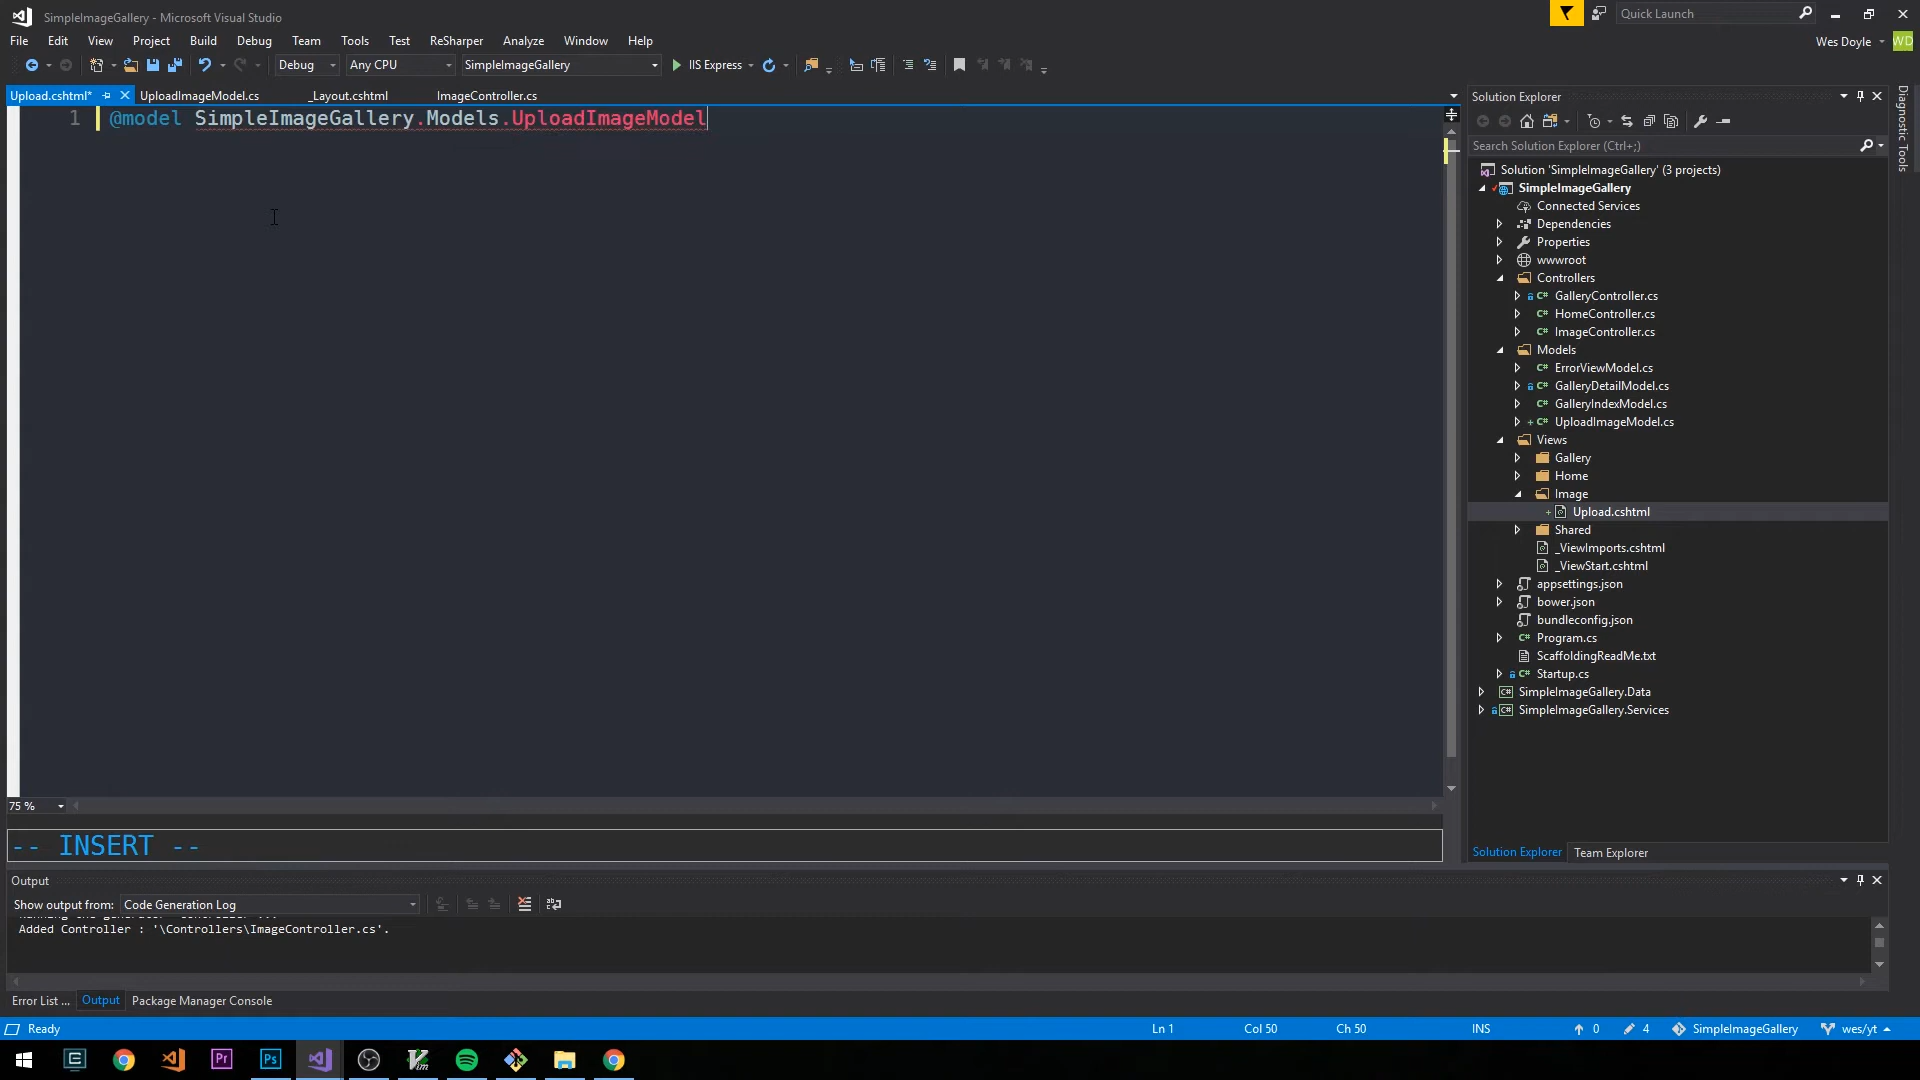 SimpleImageGallery - Microsoft Visual Studio
Quick Launch
File Edit View Project Build Debug Team Tools Test ReSharper Analyze Window Help
Wes Doyle WD
Debug Any CPU SimpleImageGallery IIS Express
Upload.cshtml* UploadImageModel.cs _Layout.cshtml ImageController.cs
1 @model SimpleImageGallery.Models.UploadImageModel
Solution Explorer
Search Solution Explorer (Ctrl+;)
Solution 'SimpleImageGallery' (3 projects)
SimpleImageGallery
Connected Services
Dependencies
Properties
wwwroot
Controllers
C# GalleryController.cs
C# HomeController.cs
C# ImageController.cs
Models
C# ErrorViewModel.cs
C# GalleryDetailModel.cs
C# GalleryIndexModel.cs
+ C# UploadImageModel.cs
Views
Gallery
Home
Image
+ Upload.cshtml
Shared
_ViewImports.cshtml
_ViewStart.cshtml
appsettings.json
bower.json
bundleconfig.json
C# Program.cs
ScaffoldingReadMe.txt
C# Startup.cs
C# SimpleImageGallery.Data
C# SimpleImageGallery.Services
Solution Explorer Team Explorer
Diagnostic Tools
75 %
-- INSERT --
Output
Show output from: Code Generation Log
Added Controller : '\Controllers\ImageController.cs'.
Error List ... Output Package Manager Console
Ready Ln 1 Col 50 Ch 50 INS 0 4 SimpleImageGallery wes/yt
Pr Ps Vim